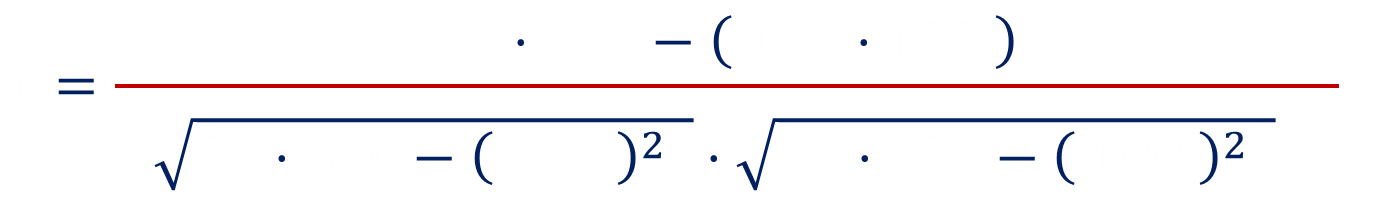 · − ( · )
=
√ · − ( )² · √ · − ( )²